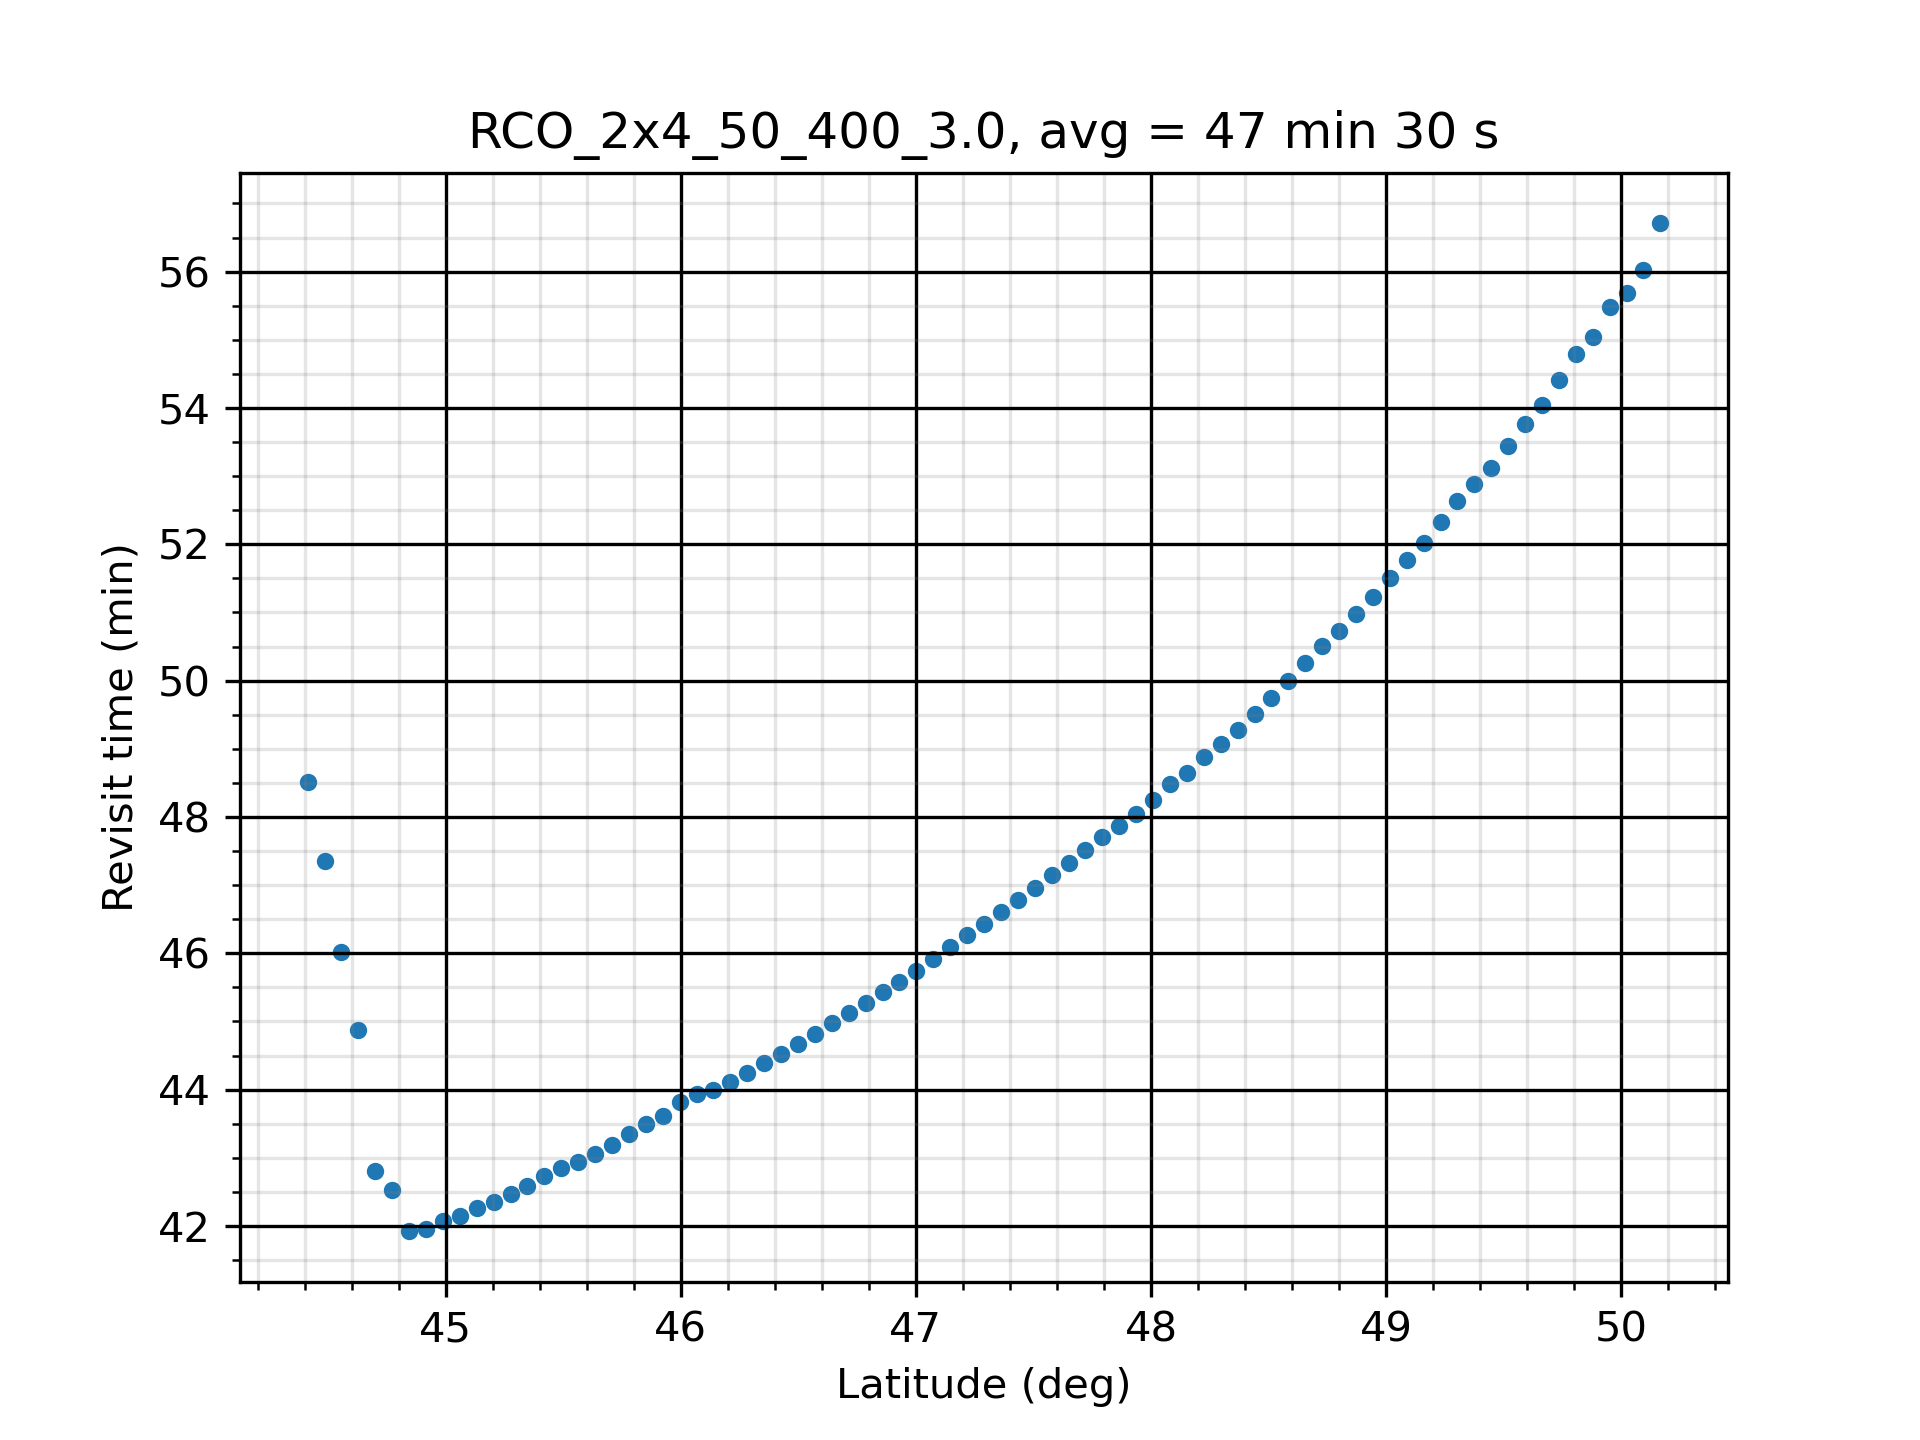 RCO_2x4_50_400_3.0, avg = 47 min 30 s
Revisit time (min)
56
54
52
50
48
46
44
42
45 46 47 48 49 50
Latitude (deg)